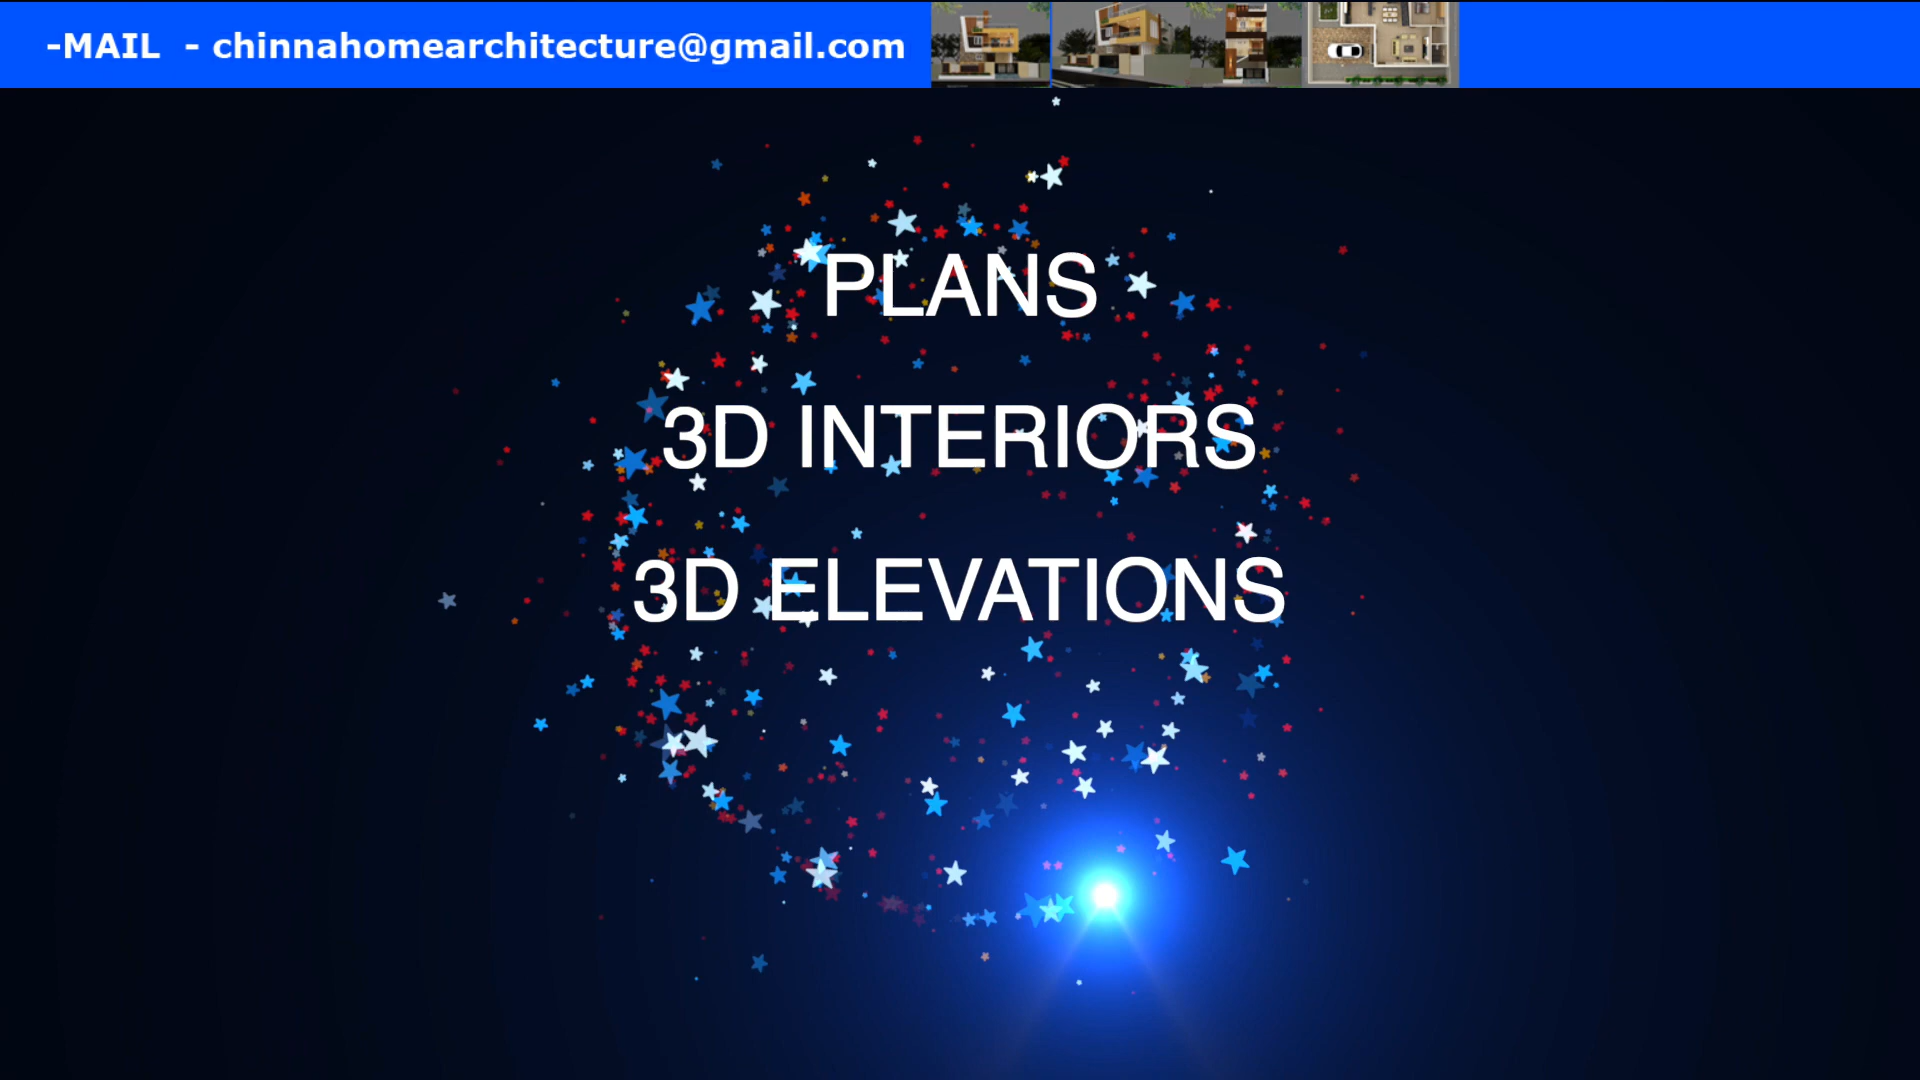 -MAIL - chinnahomearchitecture@gmail.com
PLANS
3D INTERIORS
3D ELEVATIONS